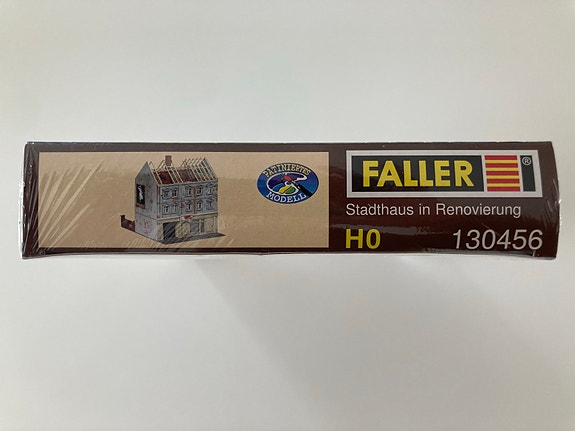 PATINIERTES
MODELL
FALLER ®
Stadthaus in Renovierung
H0 130456